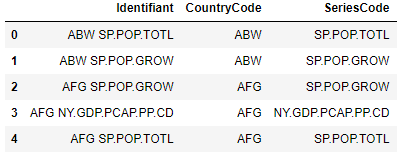 Identifiant CountryCode SeriesCode
0 ABW SP.POP.TOTL ABW SP.POP.TOTL
1 ABW SP.POP.GROW ABW SP.POP.GROW
2 AFG SP.POP.GROW AFG SP.POP.GROW
3 AFG NY.GDP.PCAP.PP.CD AFG NY.GDP.PCAP.PP.CD
4 AFG SP.POP.TOTL AFG SP.POP.TOTL